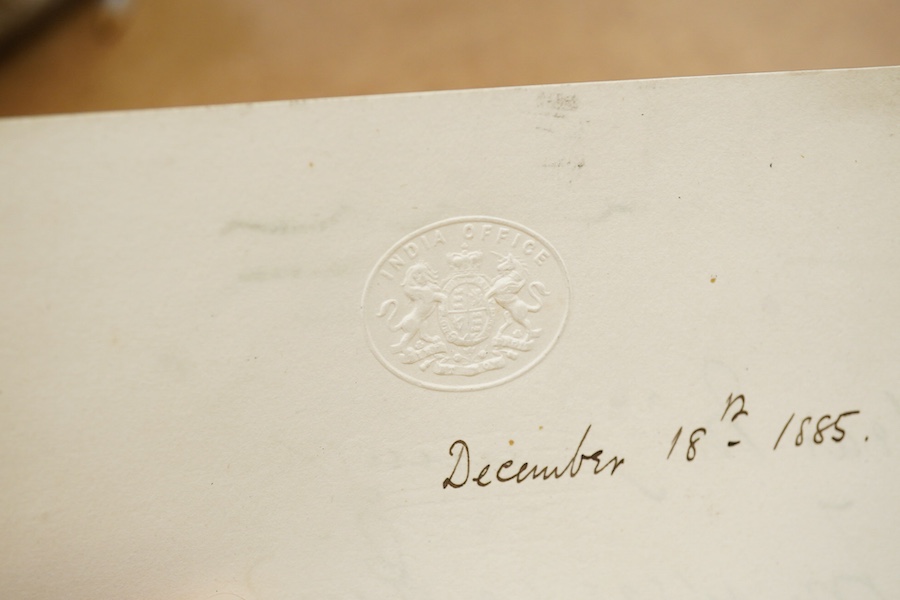 INDIA OFFICE
December 18th 1885.